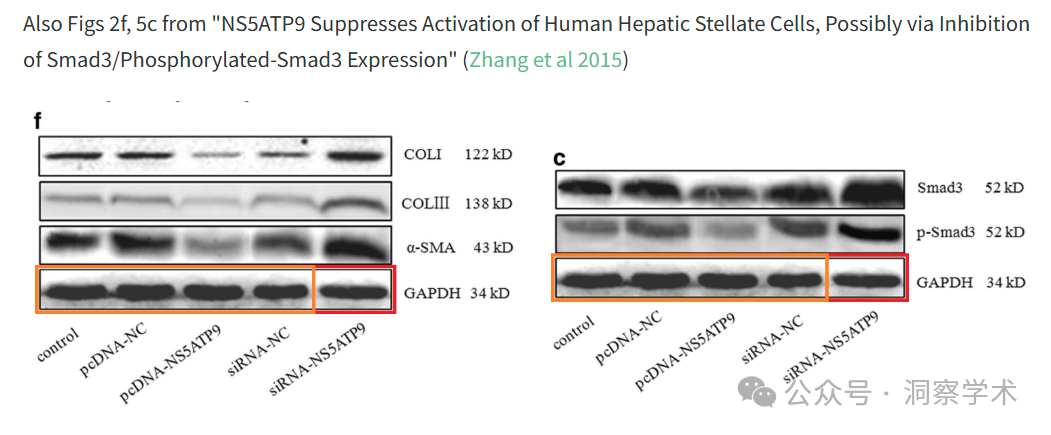 Also Figs 2f, 5c from "NS5ATP9 Suppresses Activation of Human Hepatic Stellate Cells, Possibly via Inhibition
of Smad3/Phosphorylated-Smad3 Expression" (Zhang et al 2015)
f
COLI 122 kD
COLIII 138 kD
α-SMA 43 kD
GAPDH 34 kD
control
pcDNA-NC
pcDNA-NS5ATP9
siRNA-NC
siRNA-NS5ATP9
c
Smad3 52 kD
p-Smad3 52 kD
GAPDH 34 kD
control
pcDNA-NC
pcDNA-NS5ATP9
siRNA-NC
siRNA-NS5ATP9
公众号 · 洞察学术